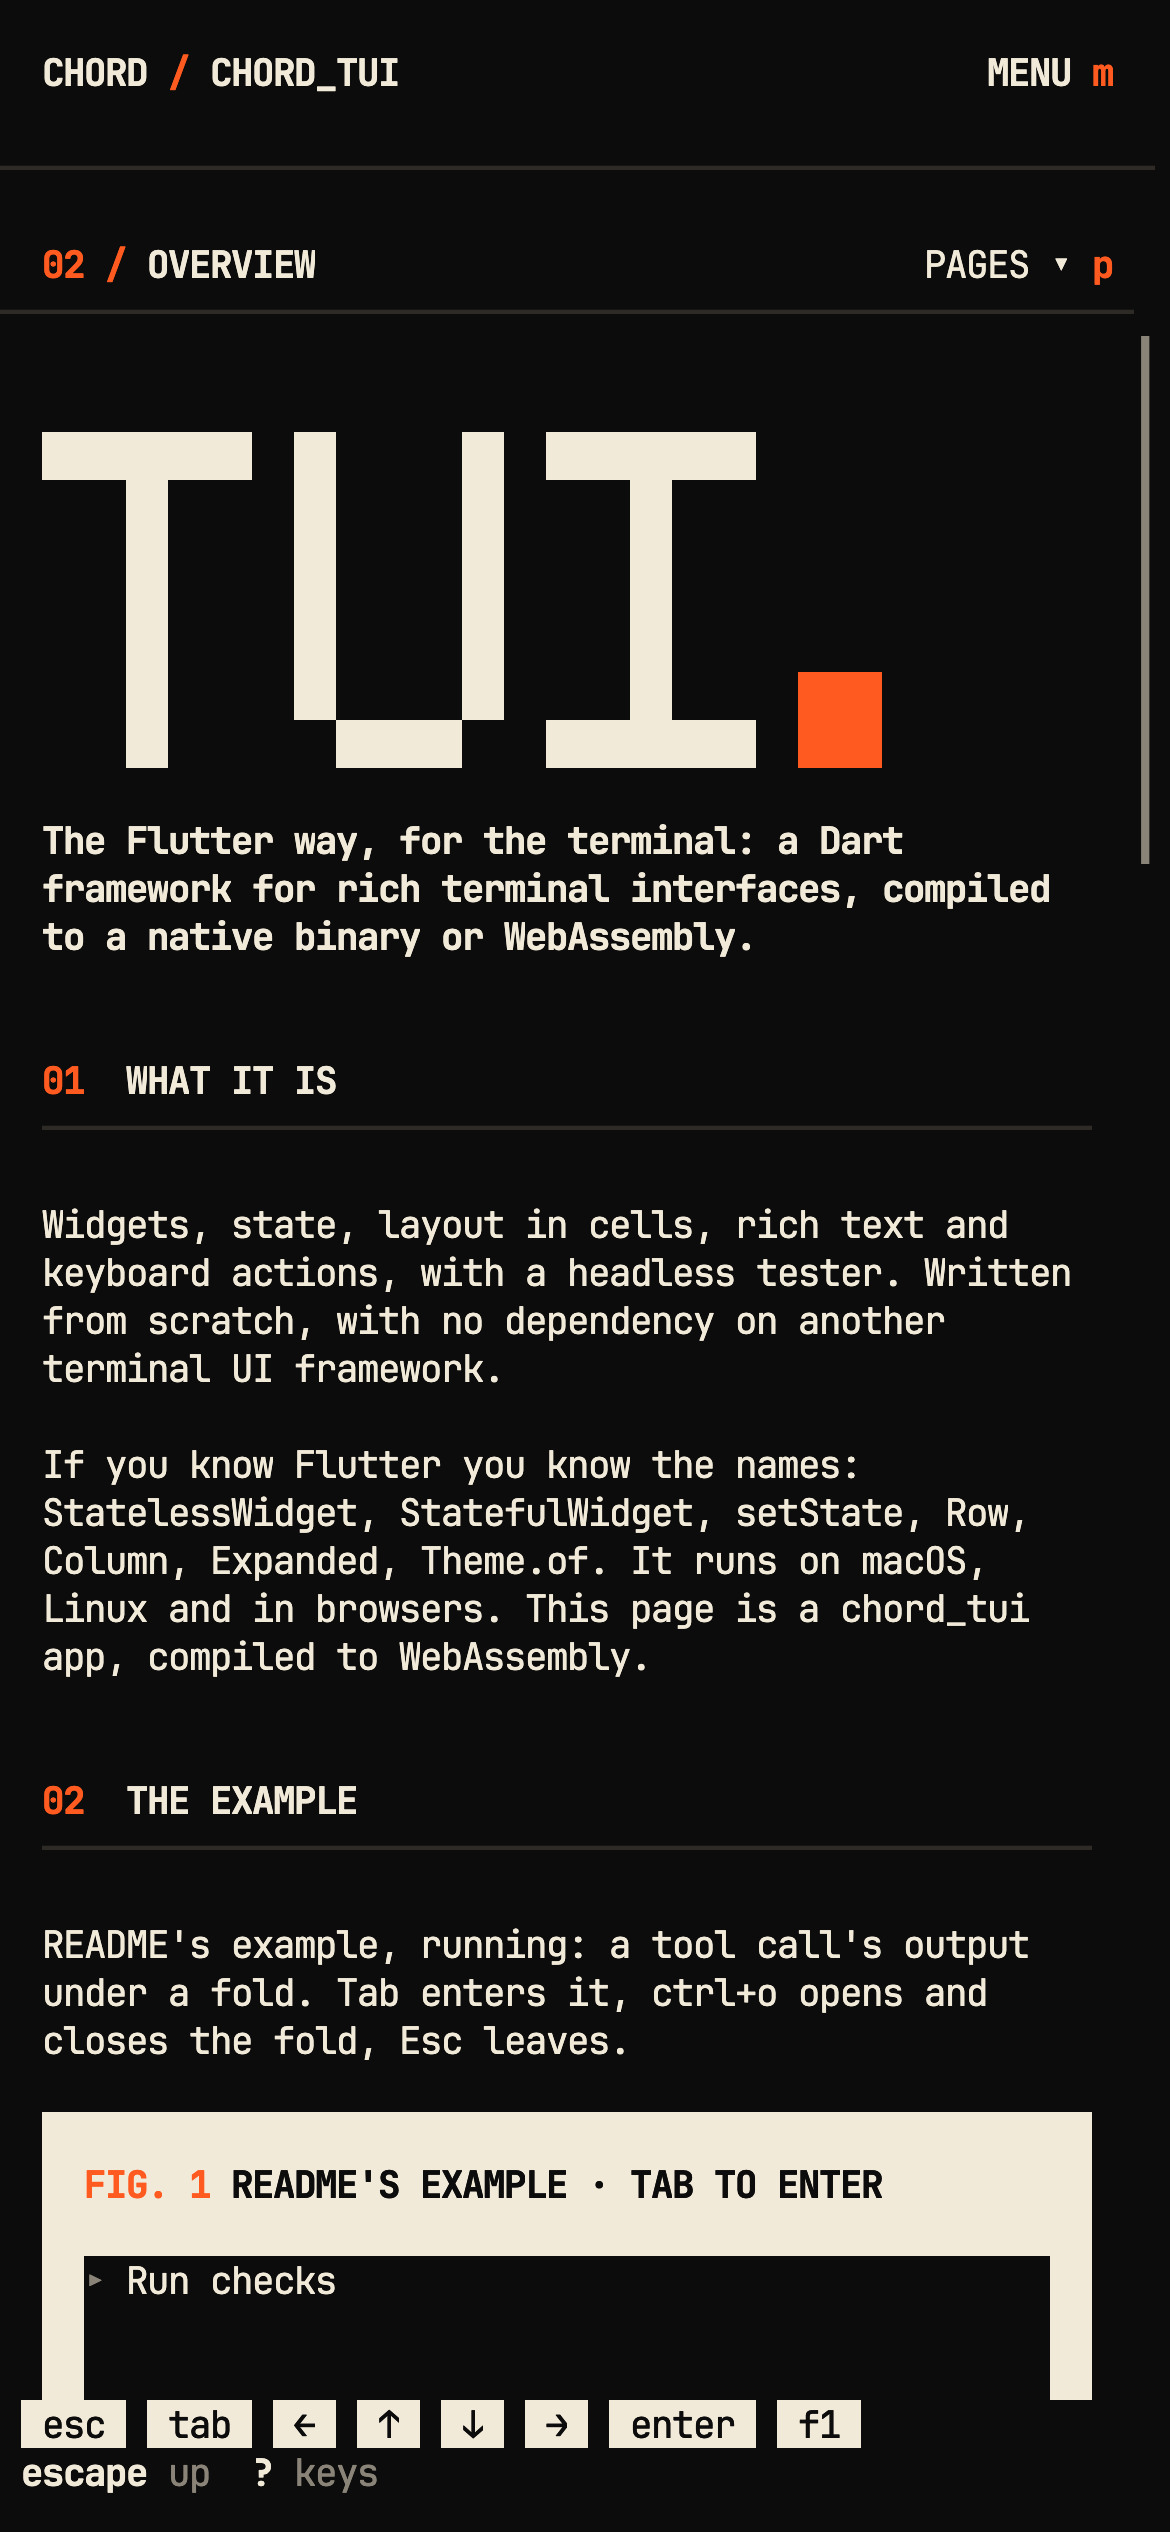 CHORD / CHORD_TUI
MENU m
02 / OVERVIEW
PAGES ▾ p
TUI.
The Flutter way, for the terminal: a Dart
framework for rich terminal interfaces, compiled
to a native binary or WebAssembly.
01 WHAT IT IS
Widgets, state, layout in cells, rich text and
keyboard actions, with a headless tester. Written
from scratch, with no dependency on another
terminal UI framework.
If you know Flutter you know the names:
StatelessWidget, StatefulWidget, setState, Row,
Column, Expanded, Theme.of. It runs on macOS,
Linux and in browsers. This page is a chord_tui
app, compiled to WebAssembly.
02 THE EXAMPLE
README's example, running: a tool call's output
under a fold. Tab enters it, ctrl+o opens and
closes the fold, Esc leaves.
FIG. 1 README'S EXAMPLE · TAB TO ENTER
▸ Run checks
esc tab ← ↑ ↓ → enter f1
escape up ? keys